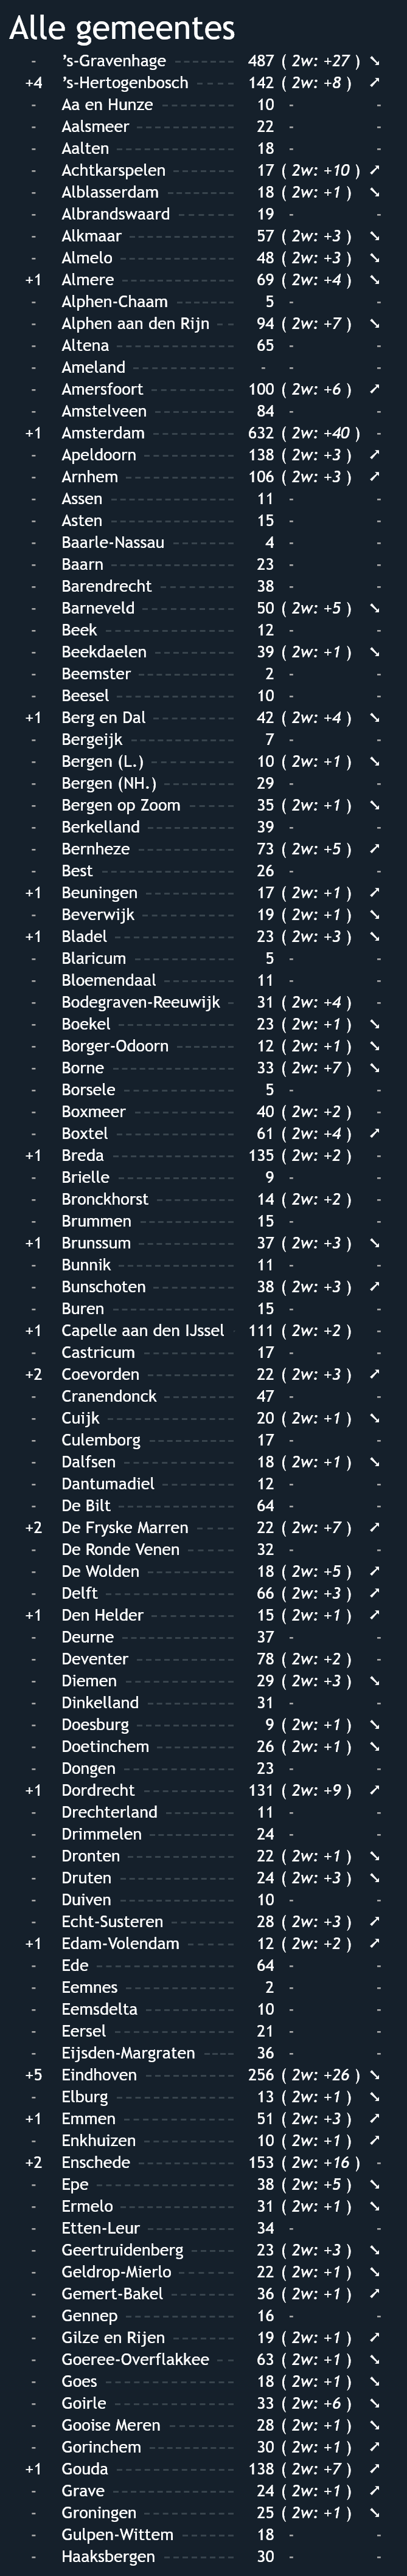 Alle gemeentes
- ’s-Gravenhage 487 ( 2w: +27 ) ↘
+4 ’s-Hertogenbosch 142 ( 2w: +8 ) ↗
- Aa en Hunze 10 - -
- Aalsmeer 22 - -
- Aalten 18 - -
- Achtkarspelen 17 ( 2w: +10 ) ↗
- Alblasserdam 18 ( 2w: +1 ) ↘
- Albrandswaard 19 - -
- Alkmaar 57 ( 2w: +3 ) ↘
- Almelo 48 ( 2w: +3 ) ↘
+1 Almere 69 ( 2w: +4 ) ↘
- Alphen-Chaam 5 - -
- Alphen aan den Rijn 94 ( 2w: +7 ) ↘
- Altena 65 - -
- Ameland - - -
- Amersfoort 100 ( 2w: +6 ) ↗
- Amstelveen 84 - -
+1 Amsterdam 632 ( 2w: +40 ) -
- Apeldoorn 138 ( 2w: +3 ) ↗
- Arnhem 106 ( 2w: +3 ) ↗
- Assen 11 - -
- Asten 15 - -
- Baarle-Nassau 4 - -
- Baarn 23 - -
- Barendrecht 38 - -
- Barneveld 50 ( 2w: +5 ) ↘
- Beek 12 - -
- Beekdaelen 39 ( 2w: +1 ) ↘
- Beemster 2 - -
- Beesel 10 - -
+1 Berg en Dal 42 ( 2w: +4 ) ↘
- Bergeijk 7 - -
- Bergen (L.) 10 ( 2w: +1 ) ↘
- Bergen (NH.) 29 - -
- Bergen op Zoom 35 ( 2w: +1 ) ↘
- Berkelland 39 - -
- Bernheze 73 ( 2w: +5 ) ↗
- Best 26 - -
+1 Beuningen 17 ( 2w: +1 ) ↗
- Beverwijk 19 ( 2w: +1 ) ↘
+1 Bladel 23 ( 2w: +3 ) ↘
- Blaricum 5 - -
- Bloemendaal 11 - -
- Bodegraven-Reeuwijk 31 ( 2w: +4 ) -
- Boekel 23 ( 2w: +1 ) ↘
- Borger-Odoorn 12 ( 2w: +1 ) ↘
- Borne 33 ( 2w: +7 ) ↘
- Borsele 5 - -
- Boxmeer 40 ( 2w: +2 ) -
- Boxtel 61 ( 2w: +4 ) ↗
+1 Breda 135 ( 2w: +2 ) -
- Brielle 9 - -
- Bronckhorst 14 ( 2w: +2 ) -
- Brummen 15 - -
+1 Brunssum 37 ( 2w: +3 ) ↘
- Bunnik 11 - -
- Bunschoten 38 ( 2w: +3 ) ↗
- Buren 15 - -
+1 Capelle aan den IJssel 111 ( 2w: +2 ) -
- Castricum 17 - -
+2 Coevorden 22 ( 2w: +3 ) ↗
- Cranendonck 47 - -
- Cuijk 20 ( 2w: +1 ) ↘
- Culemborg 17 - -
- Dalfsen 18 ( 2w: +1 ) ↘
- Dantumadiel 12 - -
- De Bilt 64 - -
+2 De Fryske Marren 22 ( 2w: +7 ) ↗
- De Ronde Venen 32 - -
- De Wolden 18 ( 2w: +5 ) ↗
- Delft 66 ( 2w: +3 ) ↗
+1 Den Helder 15 ( 2w: +1 ) ↗
- Deurne 37 - -
- Deventer 78 ( 2w: +2 ) -
- Diemen 29 ( 2w: +3 ) ↘
- Dinkelland 31 - -
- Doesburg 9 ( 2w: +1 ) ↘
- Doetinchem 26 ( 2w: +1 ) ↘
- Dongen 23 - -
+1 Dordrecht 131 ( 2w: +9 ) ↗
- Drechterland 11 - -
- Drimmelen 24 - -
- Dronten 22 ( 2w: +1 ) ↘
- Druten 24 ( 2w: +3 ) ↘
- Duiven 10 - -
- Echt-Susteren 28 ( 2w: +3 ) ↗
+1 Edam-Volendam 12 ( 2w: +2 ) ↗
- Ede 64 - -
- Eemnes 2 - -
- Eemsdelta 10 - -
- Eersel 21 - -
- Eijsden-Margraten 36 - -
+5 Eindhoven 256 ( 2w: +26 ) ↘
- Elburg 13 ( 2w: +1 ) ↘
+1 Emmen 51 ( 2w: +3 ) ↗
- Enkhuizen 10 ( 2w: +1 ) ↗
+2 Enschede 153 ( 2w: +16 ) -
- Epe 38 ( 2w: +5 ) ↘
- Ermelo 31 ( 2w: +1 ) ↘
- Etten-Leur 34 - -
- Geertruidenberg 23 ( 2w: +3 ) ↘
- Geldrop-Mierlo 22 ( 2w: +1 ) ↘
- Gemert-Bakel 36 ( 2w: +1 ) ↗
- Gennep 16 - -
- Gilze en Rijen 19 ( 2w: +1 ) ↗
- Goeree-Overflakkee 63 ( 2w: +1 ) ↘
- Goes 18 ( 2w: +1 ) ↘
- Goirle 33 ( 2w: +6 ) ↘
- Gooise Meren 28 ( 2w: +1 ) ↘
- Gorinchem 30 ( 2w: +1 ) ↗
+1 Gouda 138 ( 2w: +7 ) ↗
- Grave 24 ( 2w: +1 ) ↗
- Groningen 25 ( 2w: +1 ) ↘
- Gulpen-Wittem 18 - -
- Haaksbergen 30 - -